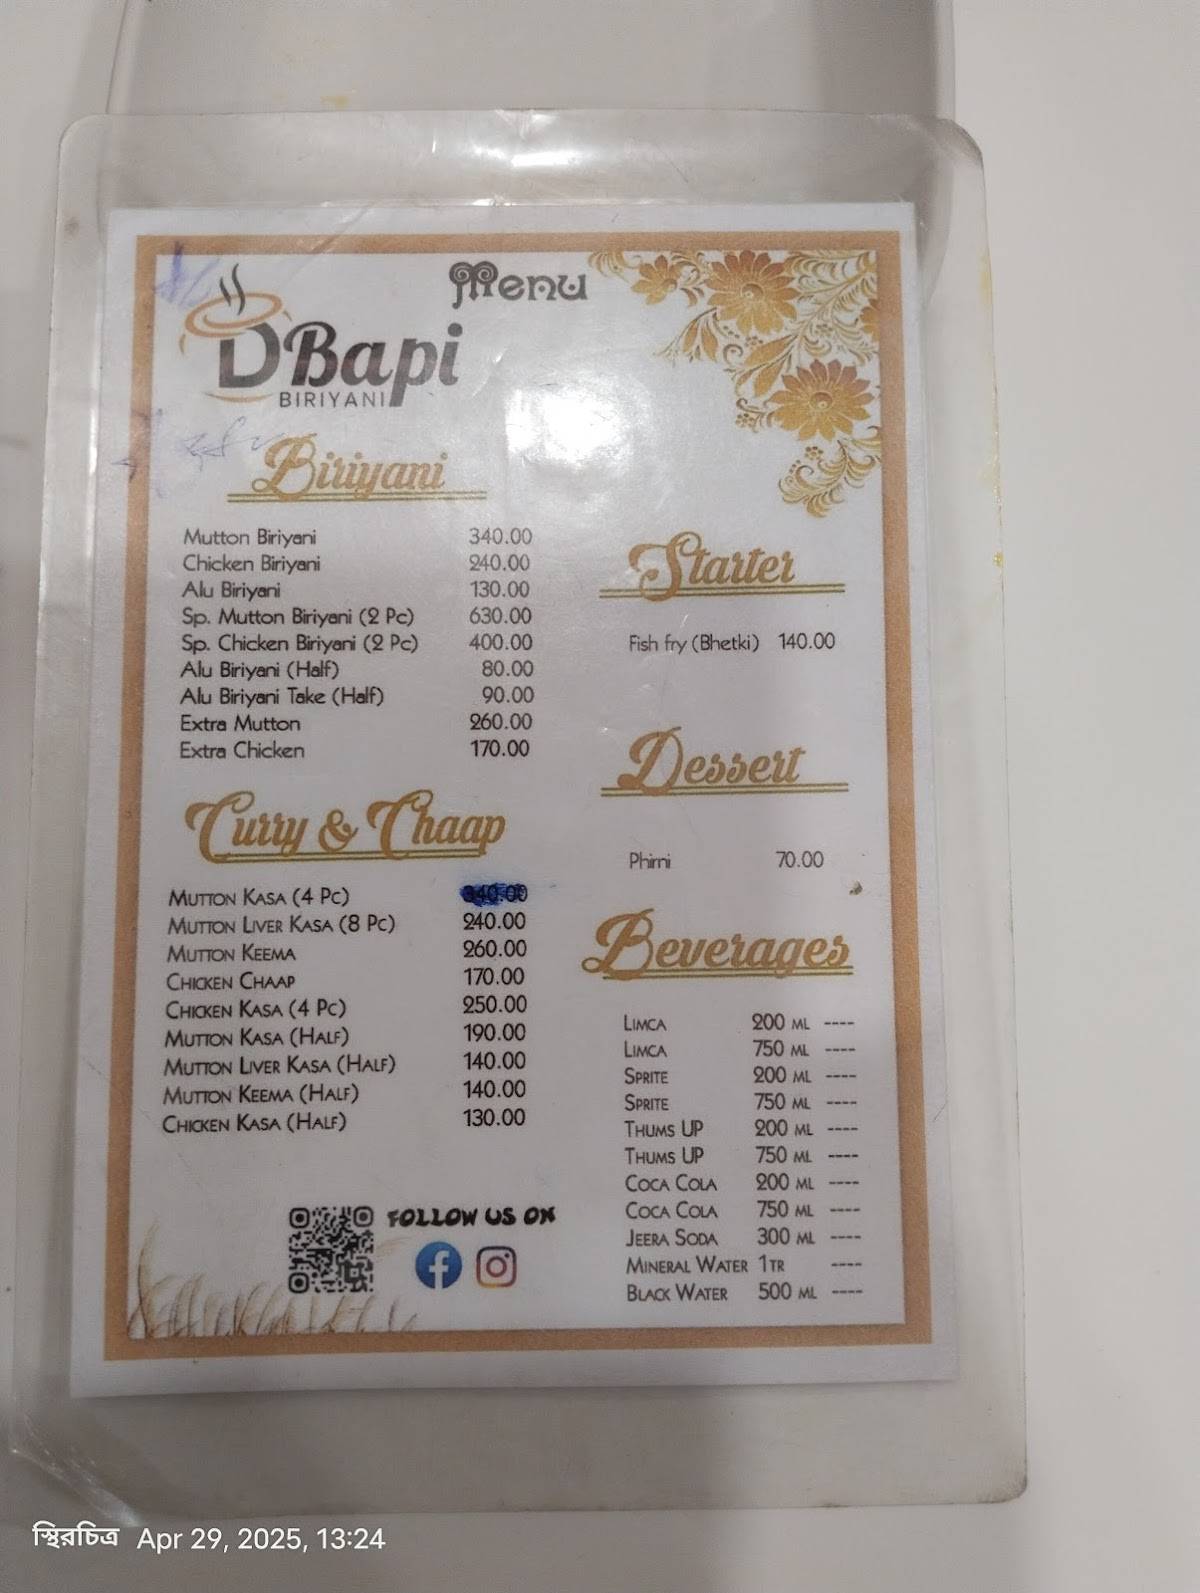 Menu
DBapi
BIRIYANI
Biriyani
Mutton Biriyani 340.00
Chicken Biriyani 240.00
Alu Biriyani 130.00
Sp. Mutton Biriyani (2 Pc) 630.00
Sp. Chicken Biriyani (2 Pc) 400.00
Alu Biriyani (Half) 80.00
Alu Biriyani Take (Half) 90.00
Extra Mutton 260.00
Extra Chicken 170.00
Curry & Chaap
MUTTON KASA (4 PC) 340.00
MUTTON LIVER KASA (8 PC) 240.00
MUTTON KEEMA 260.00
CHICKEN CHAAP 170.00
CHICKEN KASA (4 PC) 250.00
MUTTON KASA (HALF) 190.00
MUTTON LIVER KASA (HALF) 140.00
MUTTON KEEMA (HALF) 140.00
CHICKEN KASA (HALF) 130.00
FOLLOW US ON
Starter
Fish fry (Bhetki) 140.00
Dessert
Phirni 70.00
Beverages
LIMCA 200 ML ----
LIMCA 750 ML ----
SPRITE 200 ML ----
SPRITE 750 ML ----
THUMS UP 200 ML ----
THUMS UP 750 ML ----
COCA COLA 200 ML ----
COCA COLA 750 ML ----
JEERA SODA 300 ML ----
MINERAL WATER 1TR ----
BLACK WATER 500 ML ----
স্থিরচিত্র Apr 29, 2025, 13:24